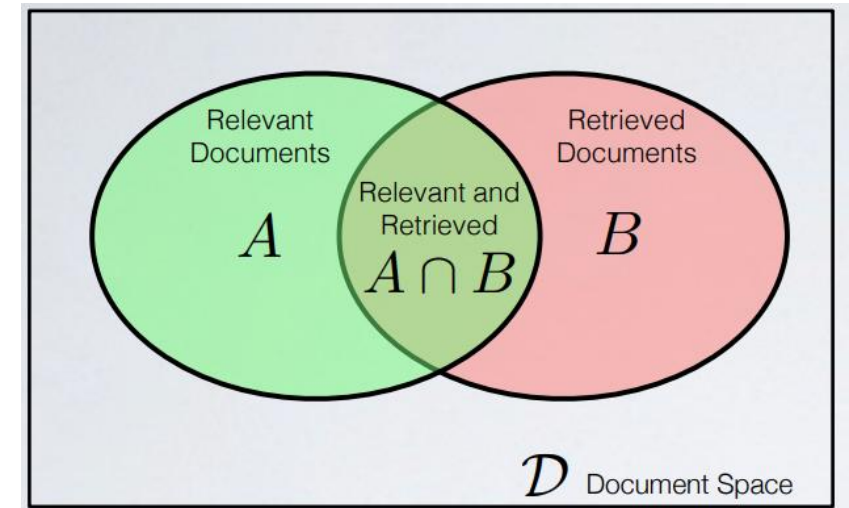 Relevant
Documents
A
Relevant and
Retrieved
A ∩ B
Retrieved
Documents
B
𝒟 Document Space